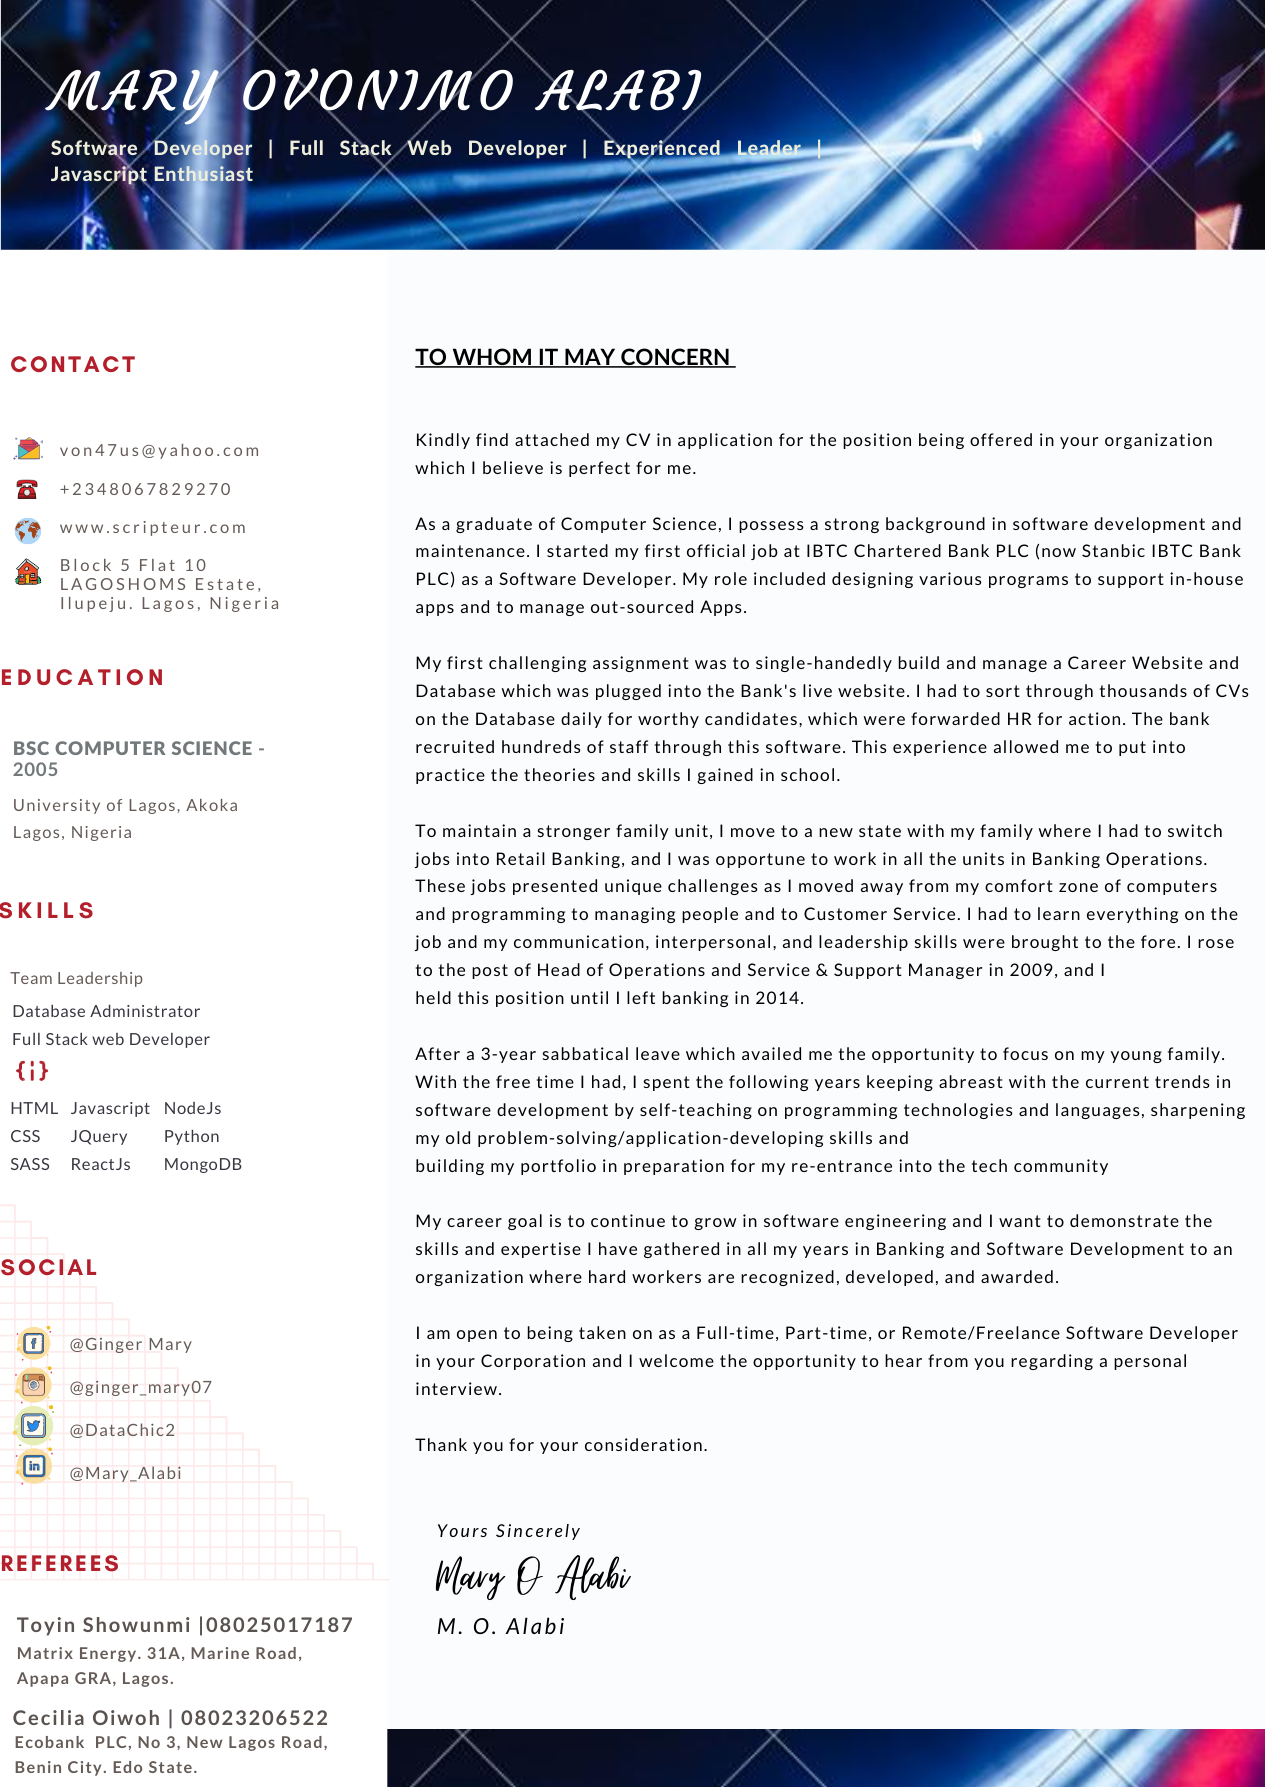 MARY OVONIMO ALABI
Software Developer | Full Stack Web Developer | Experienced Leader |
Javascript Enthusiast
CONTACT
von47us@yahoo.com
+2348067829270
www.scripteur.com
Block 5 Flat 10
LAGOSHOMS Estate,
Ilupeju. Lagos, Nigeria
EDUCATION
BSC COMPUTER SCIENCE -
2005
University of Lagos, Akoka
Lagos, Nigeria
SKILLS
Team Leadership
Database Administrator
Full Stack web Developer
{¡}
HTML Javascript NodeJs
CSS JQuery Python
SASS ReactJs MongoDB
SOCIAL
@Ginger Mary
@ginger_mary07
@DataChic2
@Mary_Alabi
REFEREES
Toyin Showunmi |08025017187
Matrix Energy. 31A, Marine Road,
Apapa GRA, Lagos.
Cecilia Oiwoh | 08023206522
Ecobank PLC, No 3, New Lagos Road,
Benin City. Edo State.
TO WHOM IT MAY CONCERN
Kindly find attached my CV in application for the position being offered in your organization
which I believe is perfect for me.
As a graduate of Computer Science, I possess a strong background in software development and
maintenance. I started my first official job at IBTC Chartered Bank PLC (now Stanbic IBTC Bank
PLC) as a Software Developer. My role included designing various programs to support in-house
apps and to manage out-sourced Apps.
My first challenging assignment was to single-handedly build and manage a Career Website and
Database which was plugged into the Bank's live website. I had to sort through thousands of CVs
on the Database daily for worthy candidates, which were forwarded HR for action. The bank
recruited hundreds of staff through this software. This experience allowed me to put into
practice the theories and skills I gained in school.
To maintain a stronger family unit, I move to a new state with my family where I had to switch
jobs into Retail Banking, and I was opportune to work in all the units in Banking Operations.
These jobs presented unique challenges as I moved away from my comfort zone of computers
and programming to managing people and to Customer Service. I had to learn everything on the
job and my communication, interpersonal, and leadership skills were brought to the fore. I rose
to the post of Head of Operations and Service & Support Manager in 2009, and I
held this position until I left banking in 2014.
After a 3-year sabbatical leave which availed me the opportunity to focus on my young family.
With the free time I had, I spent the following years keeping abreast with the current trends in
software development by self-teaching on programming technologies and languages, sharpening
my old problem-solving/application-developing skills and
building my portfolio in preparation for my re-entrance into the tech community
My career goal is to continue to grow in software engineering and I want to demonstrate the
skills and expertise I have gathered in all my years in Banking and Software Development to an
organization where hard workers are recognized, developed, and awarded.
I am open to being taken on as a Full-time, Part-time, or Remote/Freelance Software Developer
in your Corporation and I welcome the opportunity to hear from you regarding a personal
interview.
Thank you for your consideration.
Yours Sincerely
Mary O Alabi
M. O. Alabi